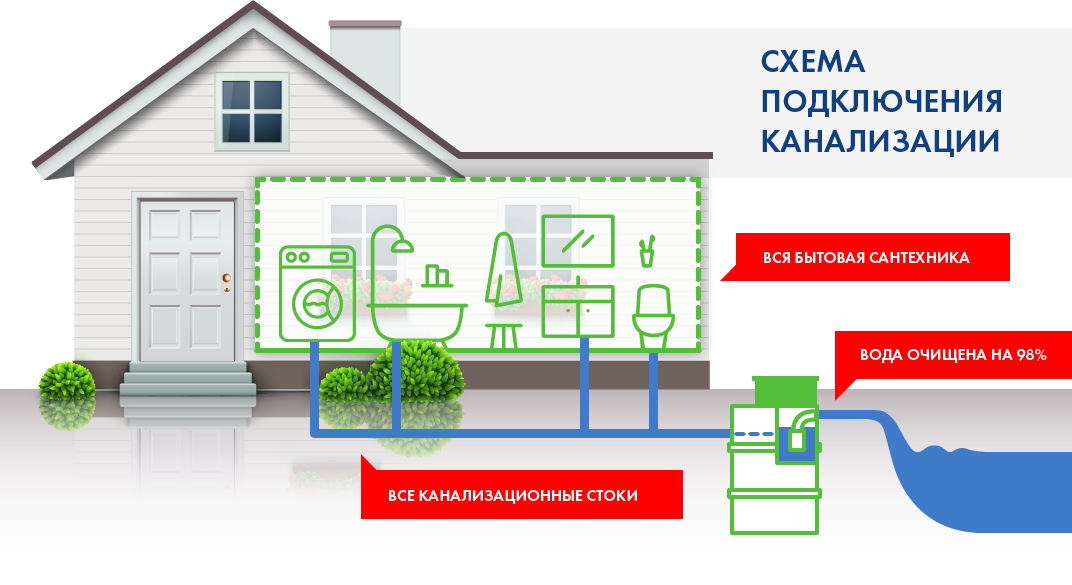 СХЕМА
ПОДКЛЮЧЕНИЯ
КАНАЛИЗАЦИИ
ВСЯ БЫТОВАЯ САНТЕХНИКА
ВОДА ОЧИЩЕНА НА 98%
ВСЕ КАНАЛИЗАЦИОННЫЕ СТОКИ